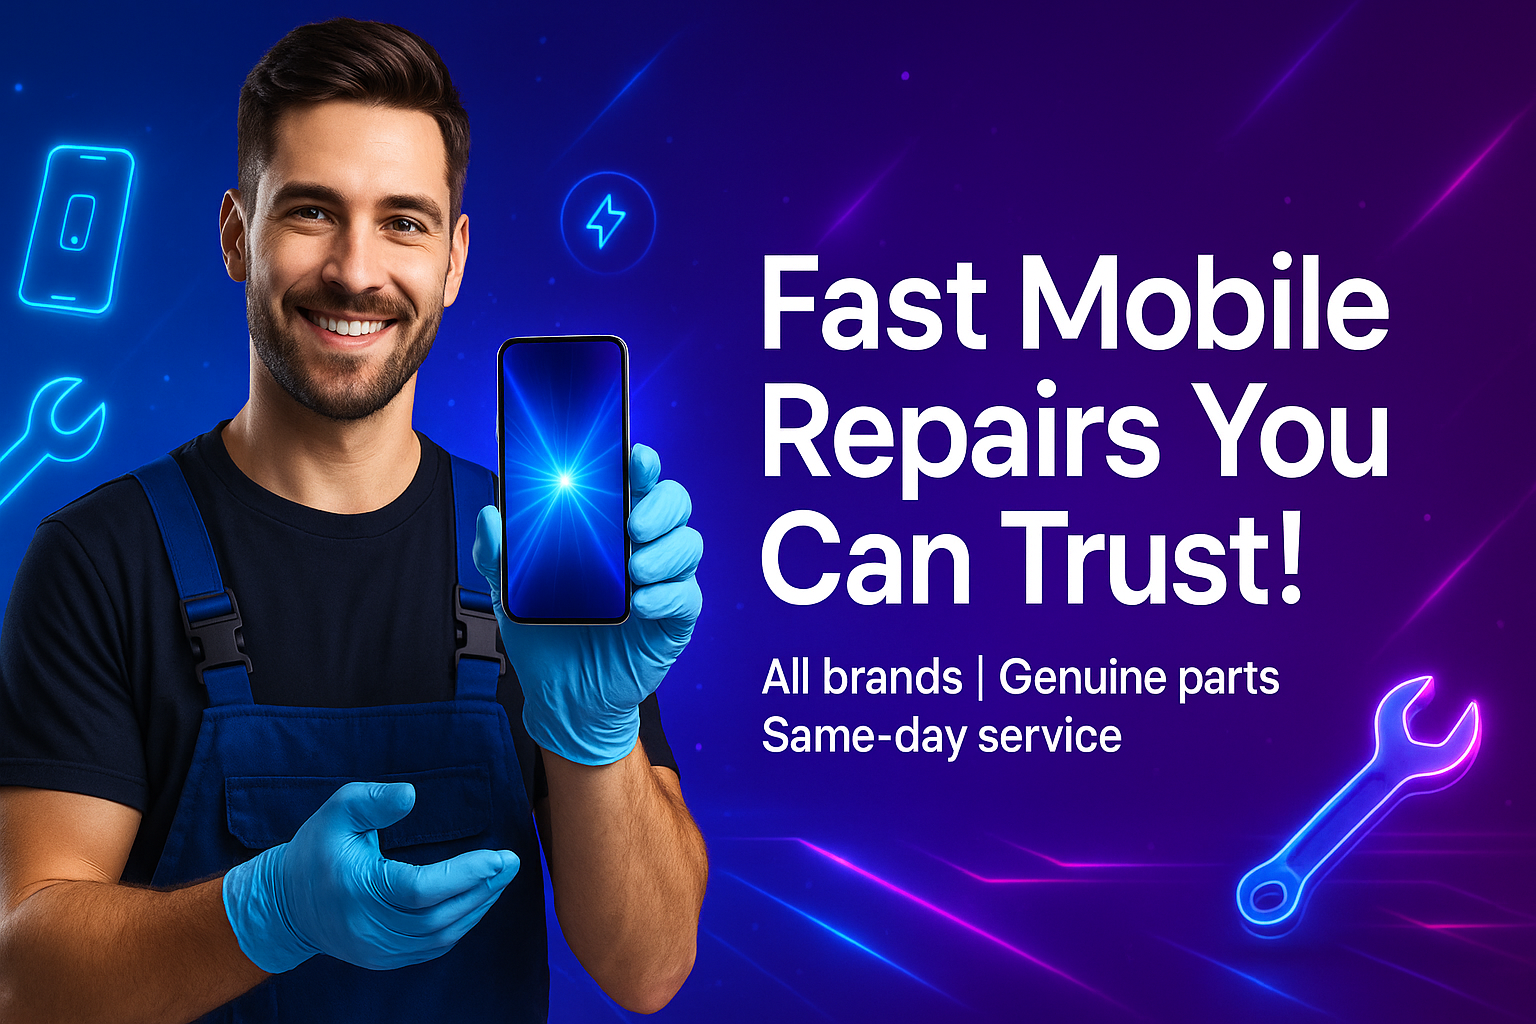 Fast Mobile
Repairs You
Can Trust!
All brands | Genuine parts
Same-day service